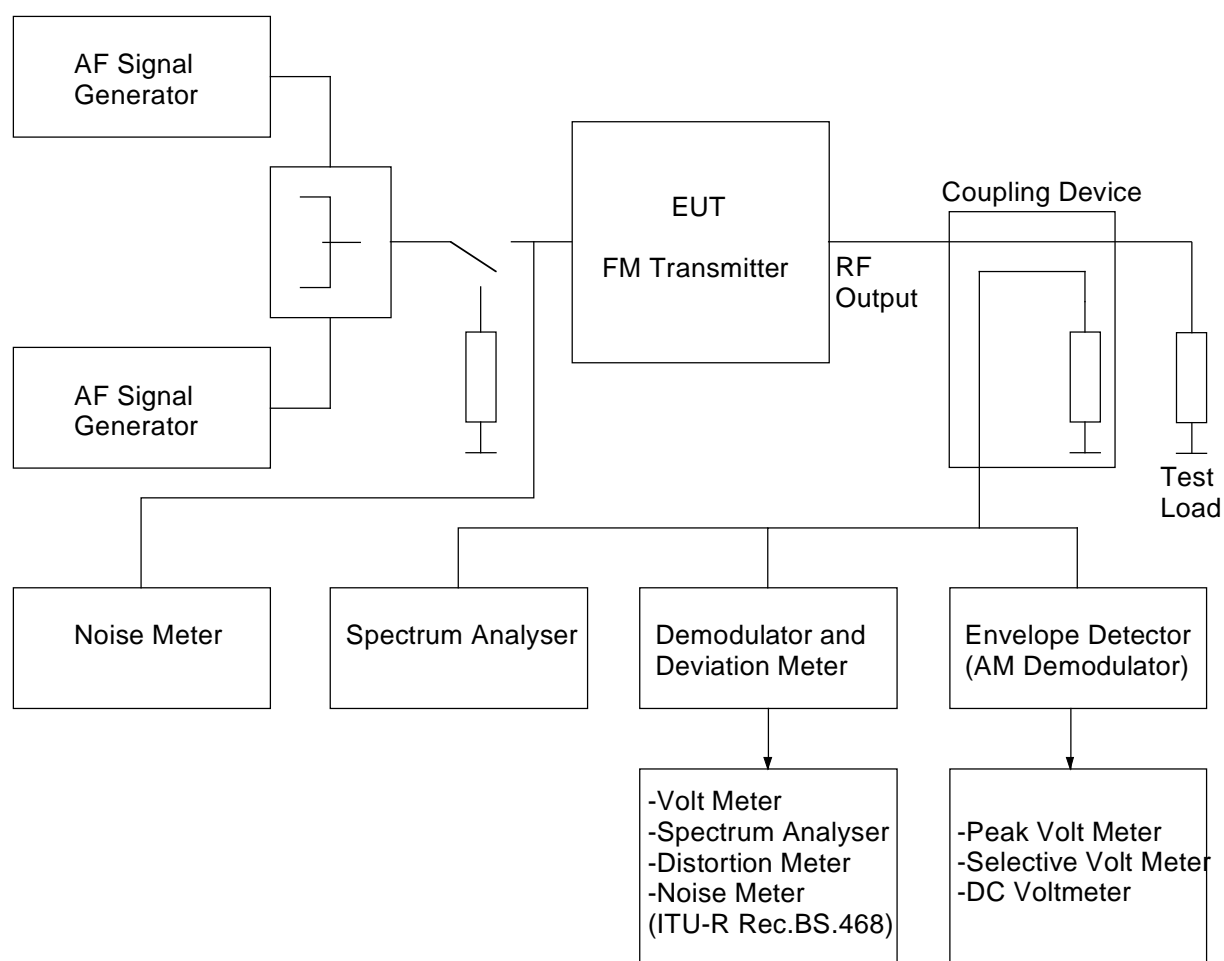 AF Signal
Generator
EUT
FM Transmitter
Coupling Device
RF
Output
AF Signal
Generator
Test
Load
Noise Meter
Spectrum Analyser
Demodulator and
Deviation Meter
Envelope Detector
(AM Demodulator)
-Volt Meter
-Spectrum Analyser
-Distortion Meter
-Noise Meter
(ITU-R Rec.BS.468)
-Peak Volt Meter
-Selective Volt Meter
-DC Voltmeter